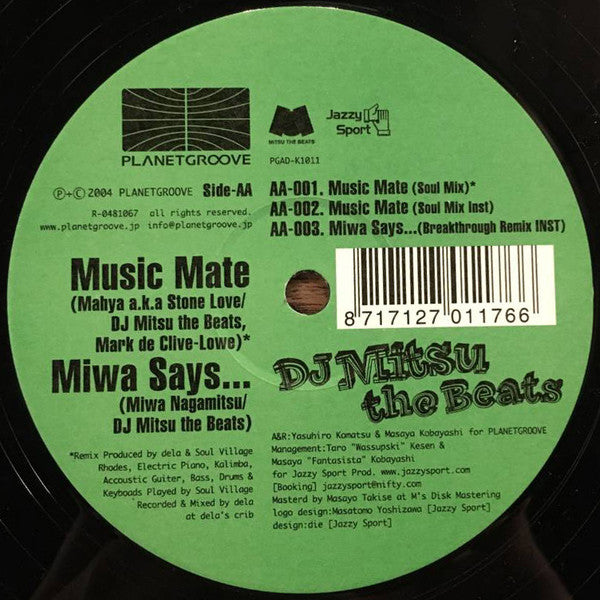 PLANETGROOVE
MITSU THE BEATS
Jazzy
Sport
PGAD-K1011
Ⓟ+© 2004 PLANETGROOVE Side-AA
R-0481067 all rights reserved.
www.planetgroove.jp info@planetgroove.jp
AA-001. Music Mate (Soul Mix)*
AA-002. Music Mate (Soul Mix Inst)
AA-003. Miwa Says...(Breakthrough Remix INST)
Music Mate
(Mahya a.k.a Stone Love/
DJ Mitsu the Beats,
Mark de Clive-Lowe)*
Miwa Says...
(Miwa Nagamitsu/
DJ Mitsu the Beats)
*Remix Produced by dela & Soul Village
Rhodes, Electric Piano, Kalimba,
Accoustic Guiter, Bass, Drums &
Keyboads Played by Soul Village
Recorded & Mixed by dela
at dela's crib
8 717127 011766
DJ Mitsu
the Beats
A&R:Yasuhiro Komatsu & Masaya Kobayashi for PLANETGROOVE
Management:Taro "Wassupski" Kesen &
Masaya "Fantasista" Kobayashi
for Jazzy Sport Prod. www.jazzysport.com
[Booking] jazzysport@nifty.com
Masterd by Masayo Takise at M's Disk Mastering
logo design:Masatomo Yoshizawa [Jazzy Sport]
design:die [Jazzy Sport]